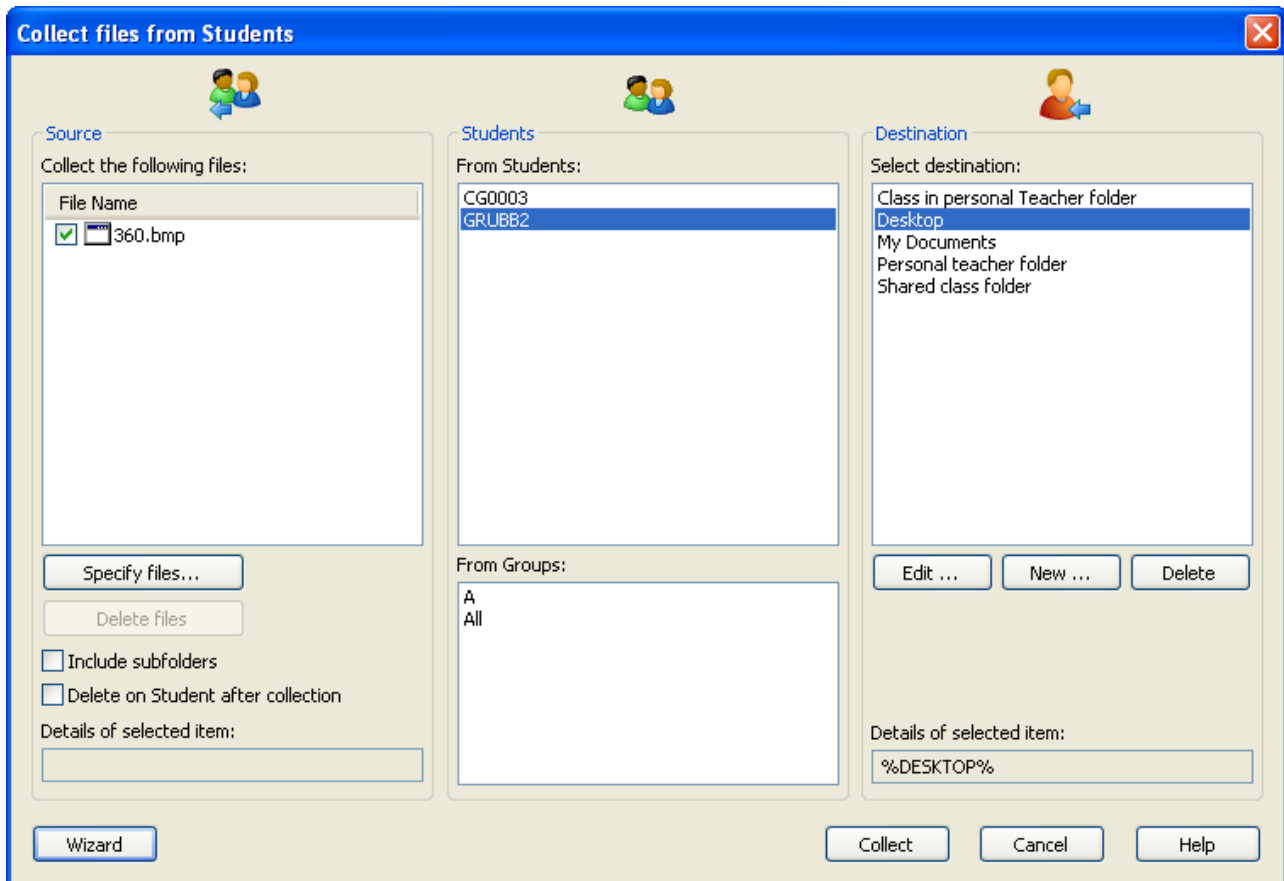 Collect files from Students
Source
Collect the following files:
File Name
360.bmp
Specify files...
Delete files
Include subfolders
Delete on Student after collection
Details of selected item:
Students
From Students:
CG0003
GRUBB2
From Groups:
A
All
Destination
Select destination:
Class in personal Teacher folder
Desktop
My Documents
Personal teacher folder
Shared class folder
Edit ...
New ...
Delete
Details of selected item:
%DESKTOP%
Wizard
Collect
Cancel
Help